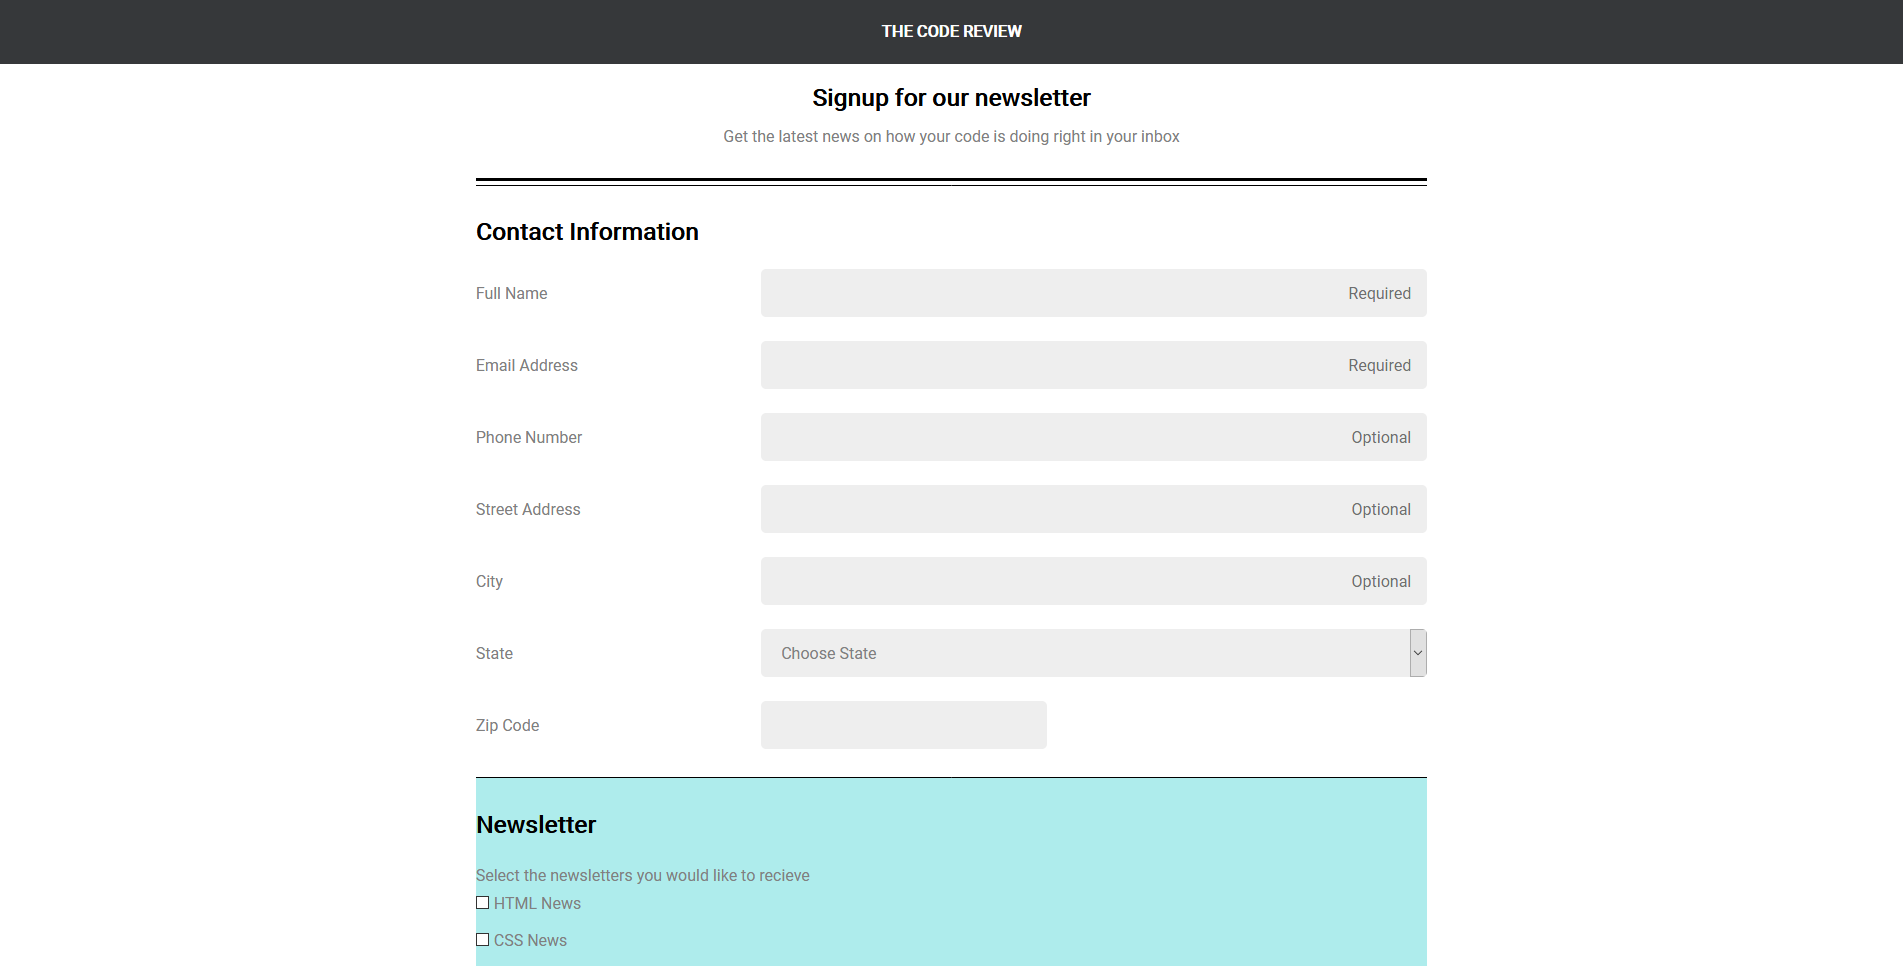 THE CODE REVIEW
Signup for our newsletter
Get the latest news on how your code is doing right in your inbox
Contact Information
Full Name Required
Email Address Required
Phone Number Optional
Street Address Optional
City Optional
State Choose State
Zip Code
Newsletter
Select the newsletters you would like to recieve
HTML News
CSS News